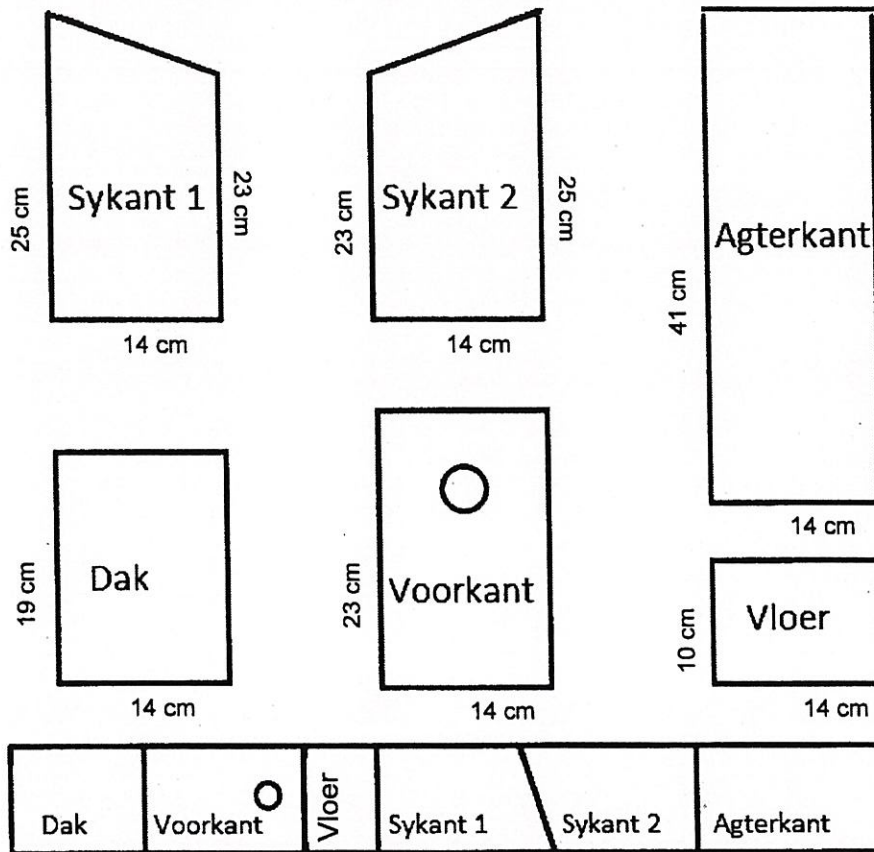 25 cm
Sykant 1
23 cm
14 cm
23 cm
Sykant 2
25 cm
14 cm
41 cm
Agterkant
14 cm
19 cm
Dak
14 cm
23 cm
Voorkant
14 cm
10 cm
Vloer
14 cm
Dak
Voorkant
Vloer
Sykant 1
Sykant 2
Agterkant